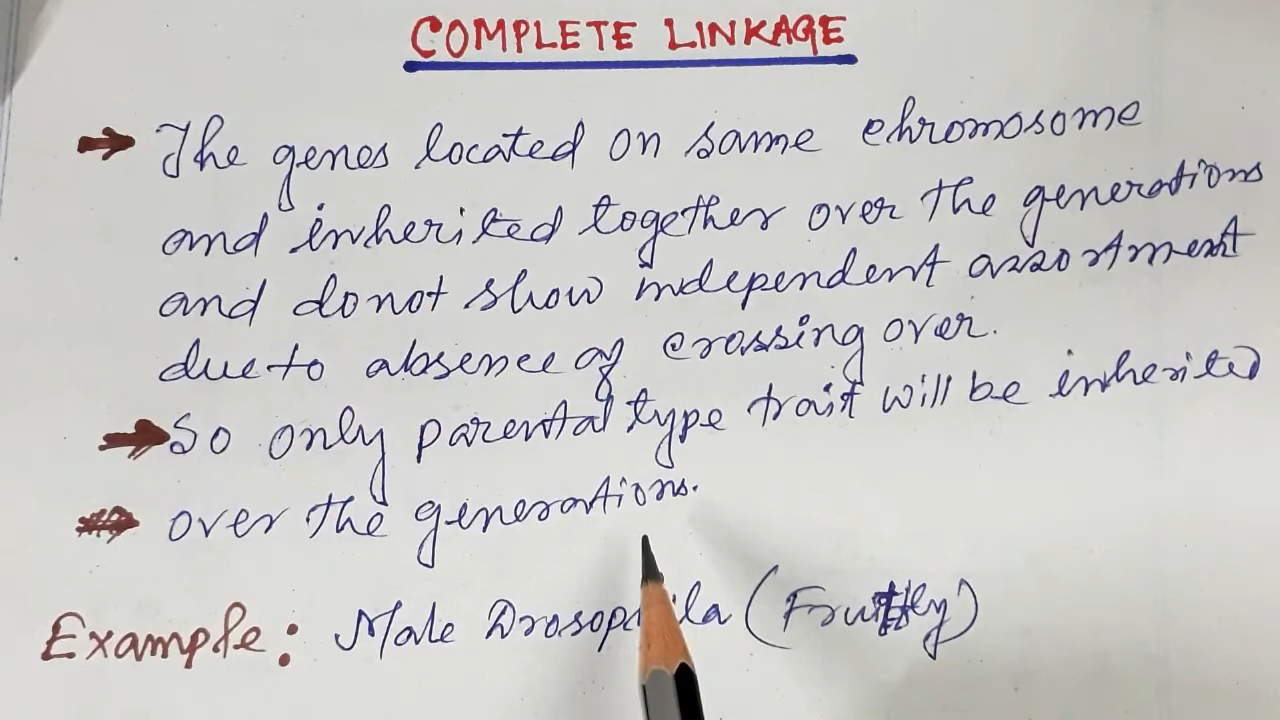 COMPLETE LINKAGE
The genes located on same chromosome
and inherited together over the generations
and do not show independent assortment
due to absence of crossing over.
So only parental type trait will be inherited
over the generations.
Example: Male Drosophila (Fruitfly)